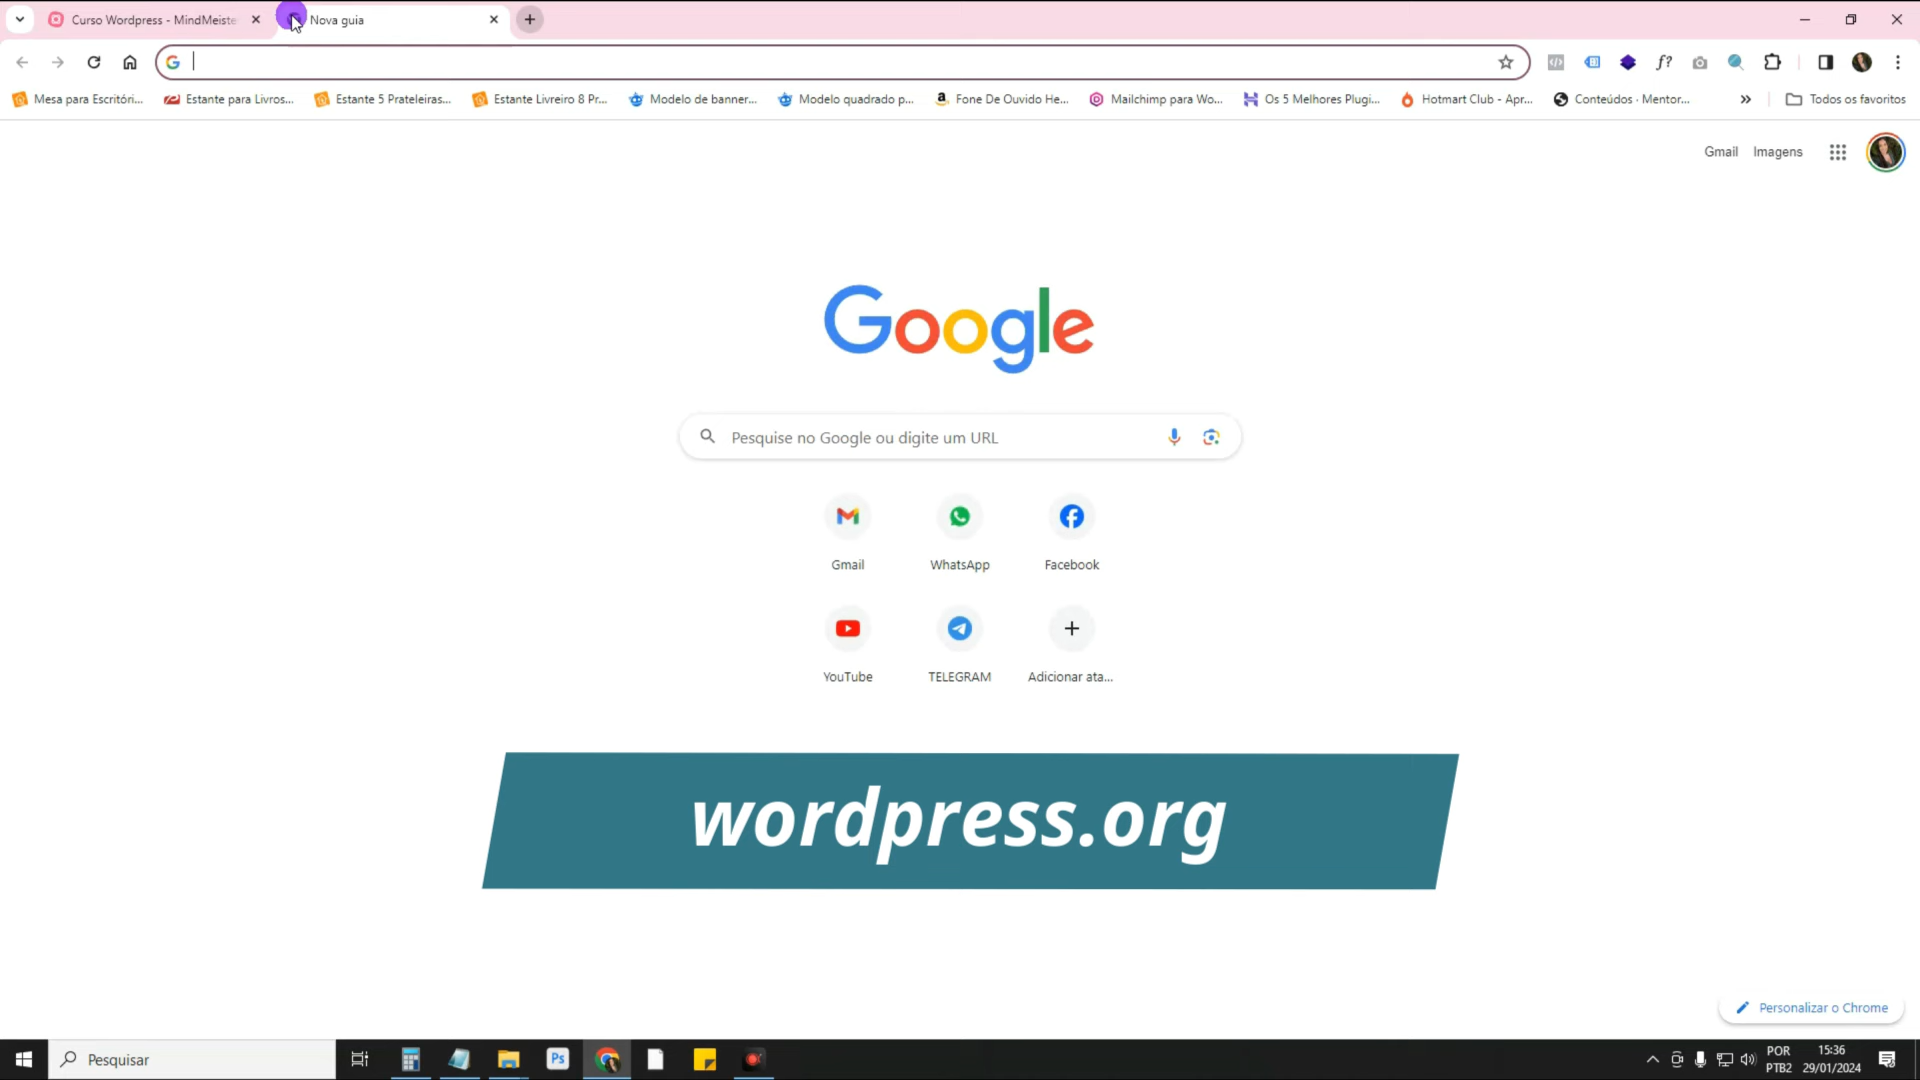 Curso Wordpress - MindMeiste
Nova guia
Mesa para Escritóri...
Estante para Livros...
Estante 5 Prateleiras...
Estante Livreiro 8 Pr...
Modelo de banner...
Modelo quadrado p...
Fone De Ouvido He...
Mailchimp para Wo...
Os 5 Melhores Plugi...
Hotmart Club - Apr...
Conteúdos · Mentor...
Todos os favoritos
Gmail
Imagens
Google
Pesquise no Google ou digite um URL
Gmail
WhatsApp
Facebook
YouTube
TELEGRAM
Adicionar ata...
wordpress.org
Personalizar o Chrome
Pesquisar
Ps
POR
PTB2
15:36
29/01/2024